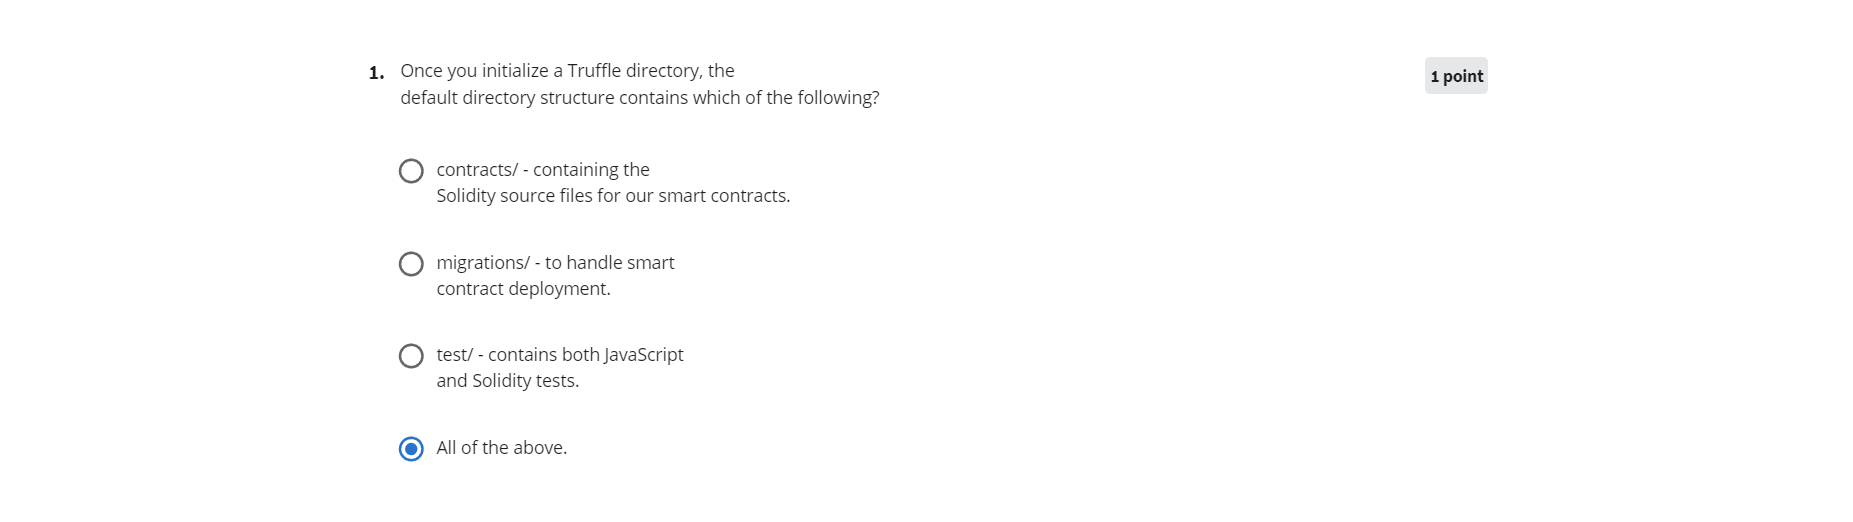 1. Once you initialize a Truffle directory, the
1 point
default directory structure contains which of the following?
contracts/ - containing the
Solidity source files for our smart contracts.
migrations/ - to handle smart
contract deployment.
test/ - contains both JavaScript
and Solidity tests.
All of the above.